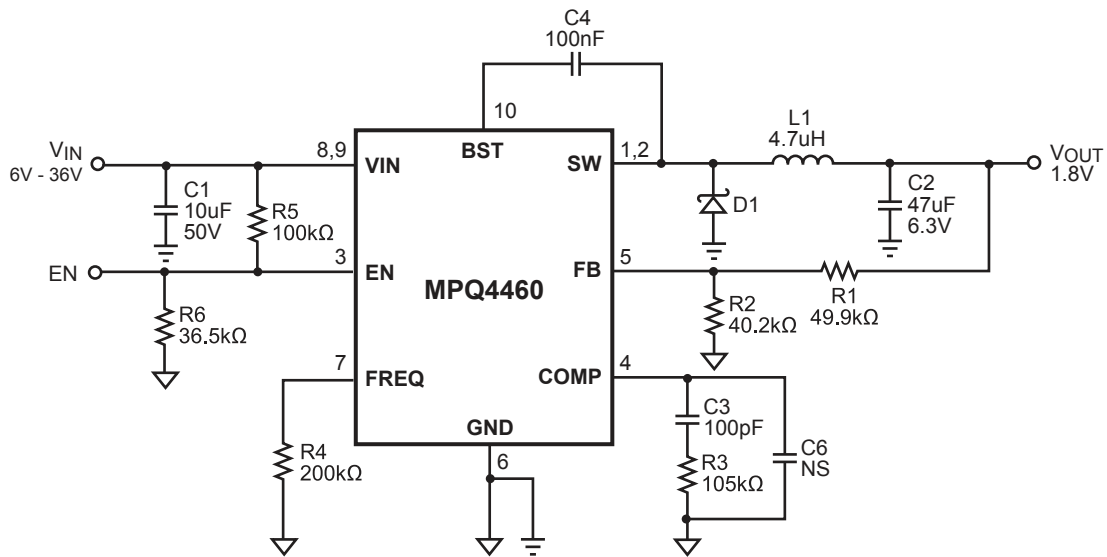 C4
100nF
10
VIN
6V - 36V
8,9
VIN
BST
SW
1,2
L1
4.7uH
VOUT
1.8V
C1
10uF
50V
R5
100kΩ
D1
C2
47uF
6.3V
EN
3
EN
MPQ4460
FB
5
R6
36.5kΩ
R2
40.2kΩ
R1
49.9kΩ
7
FREQ
COMP
4
GND
6
R4
200kΩ
C3
100pF
R3
105kΩ
C6
NS